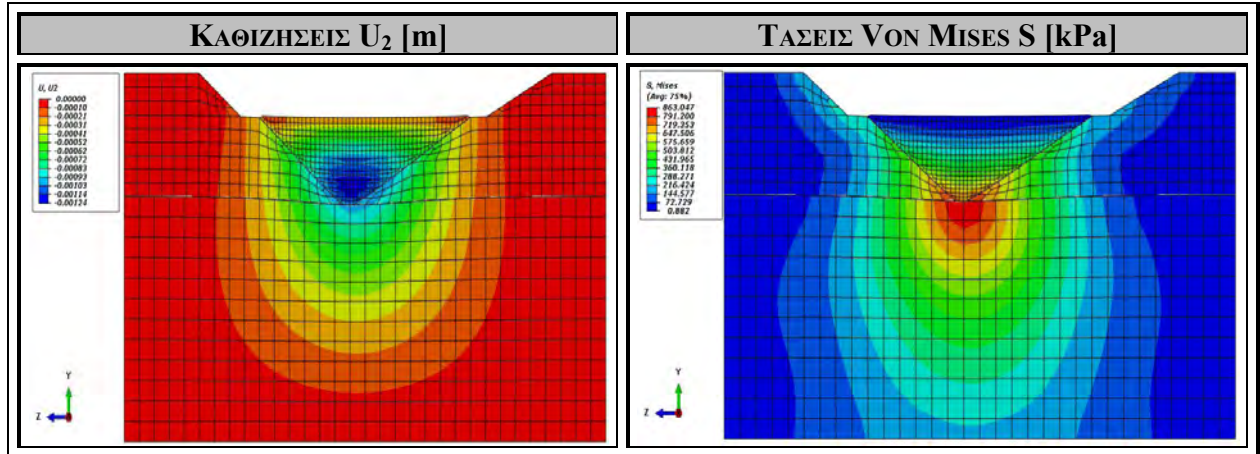 ΚΑΘΙΖΗΣΕΙΣ U2 [m]
ΤΑΣΕΙΣ VON MISES S [kPa]
U, U2
0.00000
-0.00010
-0.00021
-0.00031
-0.00041
-0.00052
-0.00062
-0.00072
-0.00083
-0.00093
-0.00103
-0.00114
-0.00124
Y
Z
S, Mises
(Avg: 75%)
863.047
791.200
719.353
647.506
575.659
503.812
431.965
360.118
288.271
216.424
144.577
72.729
0.882
Y
Z